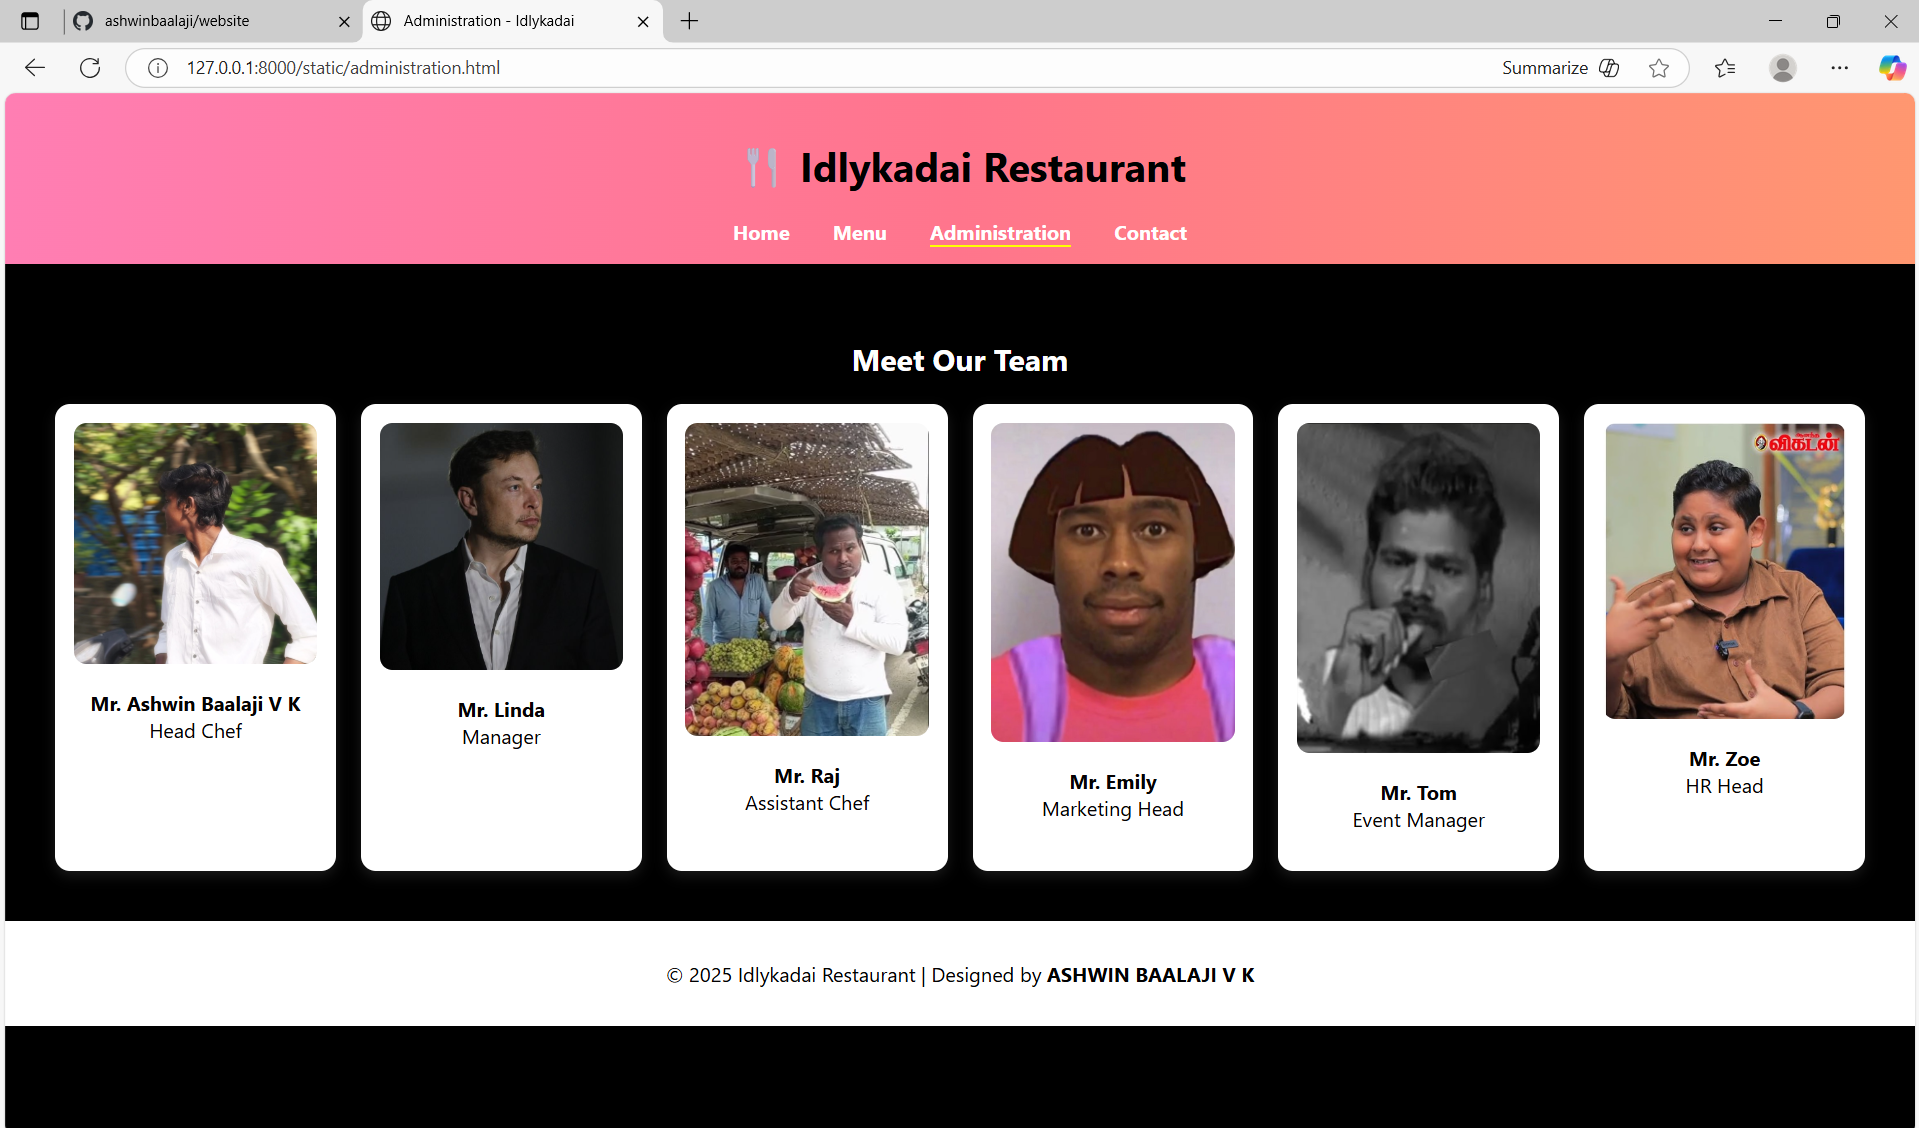 ashwinbaalaji/website
Administration - Idlykadai
127.0.0.1:8000/static/administration.html
Summarize
Idlykadai Restaurant
Home Menu Administration Contact
Meet Our Team
விகடன்
Mr. Ashwin Baalaji V K
Head Chef
Mr. Linda
Manager
Mr. Raj
Assistant Chef
Mr. Emily
Marketing Head
Mr. Tom
Event Manager
Mr. Zoe
HR Head
© 2025 Idlykadai Restaurant | Designed by ASHWIN BAALAJI V K